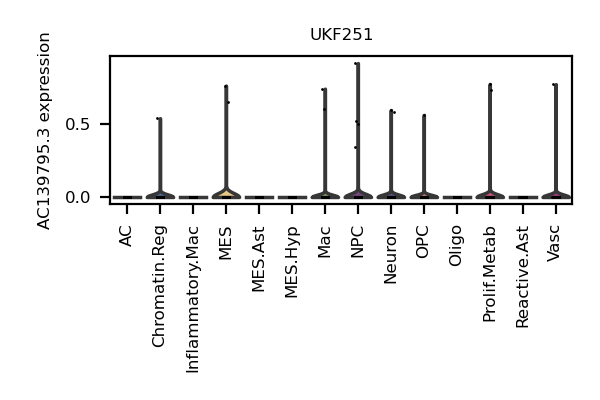 UKF251
AC139795.3 expression
0.5
0.0
AC
Chromatin.Reg
Inflammatory.Mac
MES
MES.Ast
MES.Hyp
Mac
NPC
Neuron
OPC
Oligo
Prolif.Metab
Reactive.Ast
Vasc